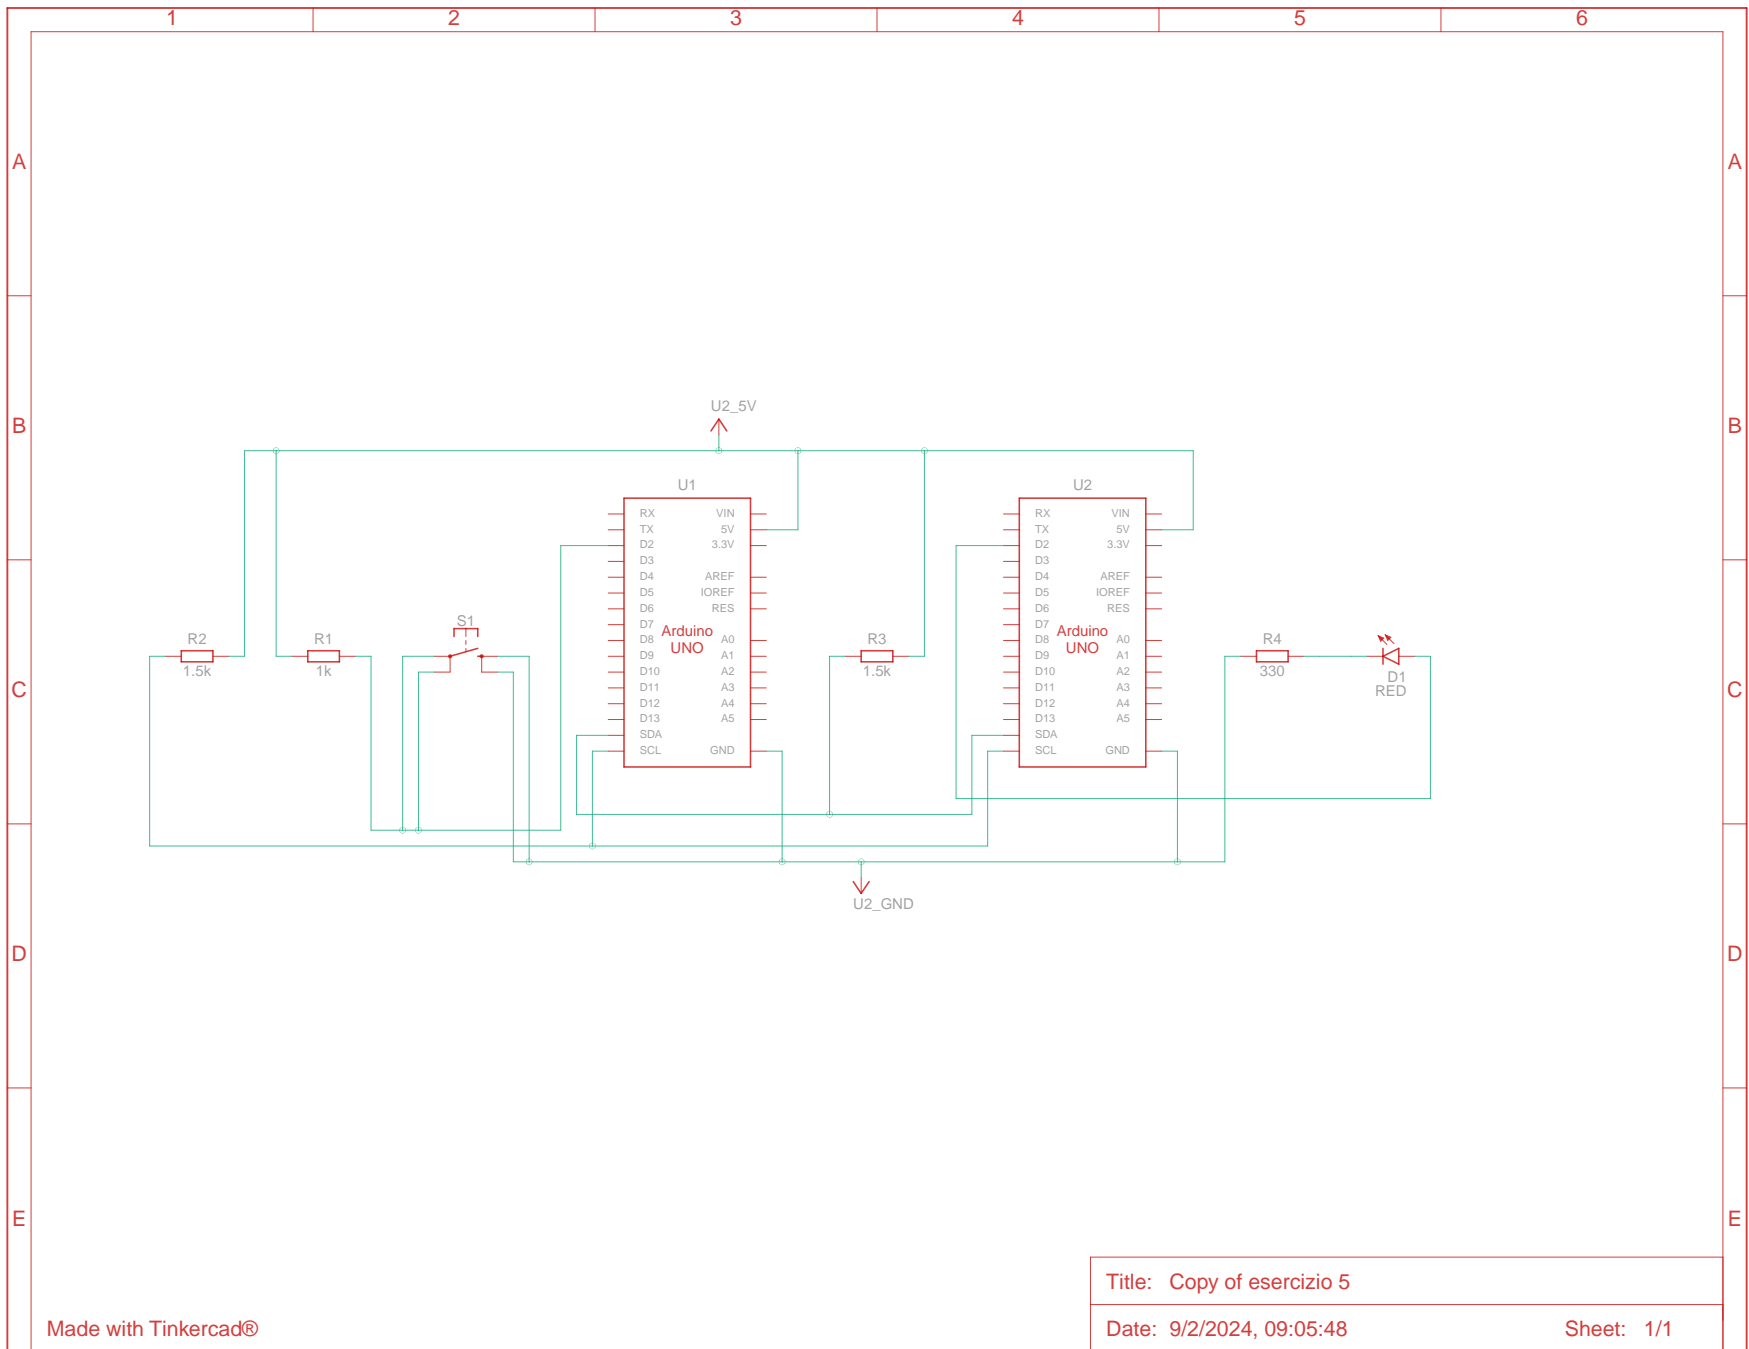 1 2 3 4 5 6
A A
B B
C C
D D
E E
U2_5V
U1
RX VIN
TX 5V
D2 3.3V
D3
D4 AREF
D5 IOREF
D6 RES
D7
D8 A0
D9 A1
D10 A2
D11 A3
D12 A4
D13 A5
SDA
SCL GND
Arduino
UNO
U2
RX VIN
TX 5V
D2 3.3V
D3
D4 AREF
D5 IOREF
D6 RES
D7
D8 A0
D9 A1
D10 A2
D11 A3
D12 A4
D13 A5
SDA
SCL GND
Arduino
UNO
R2
1.5k
R1
1k
S1
R3
1.5k
R4
330
D1
RED
U2_GND
Title: Copy of esercizio 5
Made with Tinkercad®
Date: 9/2/2024, 09:05:48 Sheet: 1/1